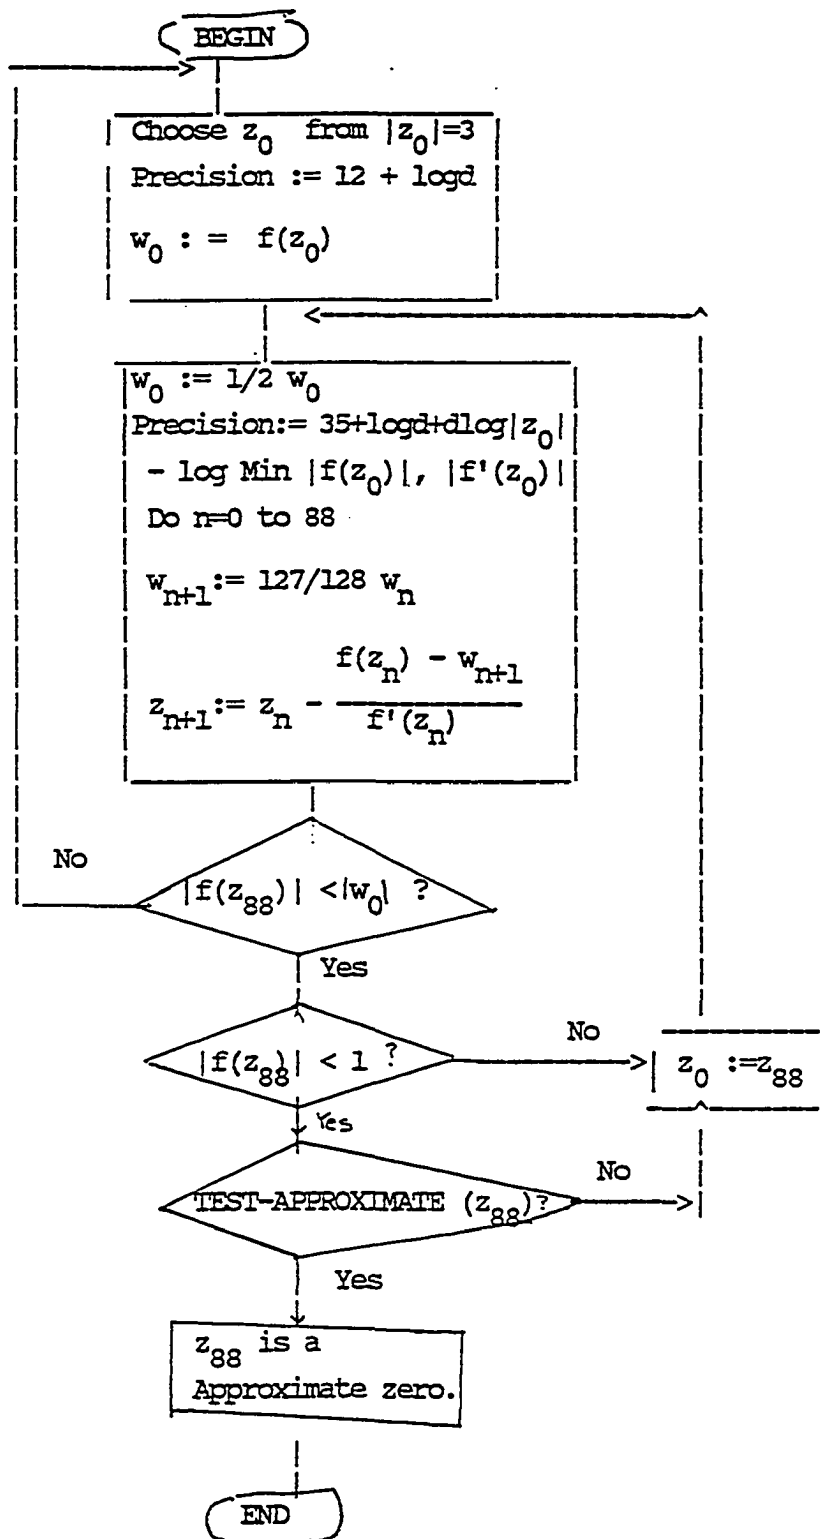 BEGIN
Choose z0 from |z0|=3
Precision := 12 + logd
w0 : = f(z0)
w0 := 1/2 w0
Precision:= 35+logd+dlog|z0|
- log Min |f(z0)|, |f'(z0)|
Do n=0 to 88
wn+1:= 127/128 wn
f(zn) - wn+1
zn+1:= zn - 
f'(zn)
No
|f(z88)| <|w0| ?
Yes
|f(z88)| < 1 ?
No
z0 :=z88
Yes
TEST-APPROXIMATE (z88)?
No
Yes
z88 is a
Approximate zero.
END